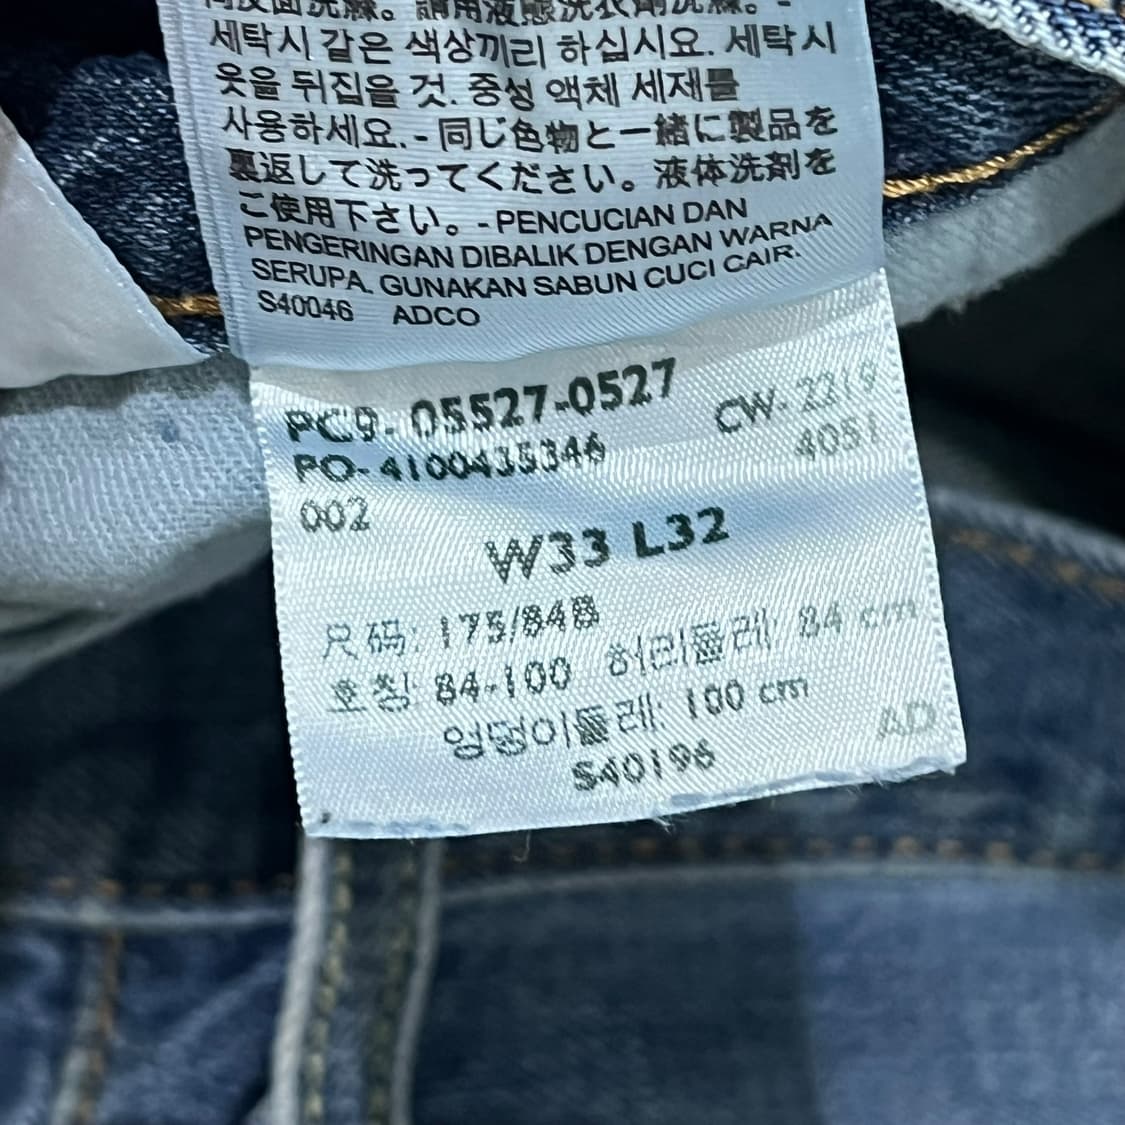 세탁시 같은 색상끼리 하십시요. 세탁시
옷을 뒤집을 것. 중성 액체 세제를
사용하세요. - 同じ色物と一緒に製品を
裏返して洗ってください。液体洗剤を
ご使用下さい。-PENCUCIAN DAN
PENGERINGAN DIBALIK DENGAN WARNA
SERUPA. GUNAKAN SABUN CUCI CAIR.
S40046 ADCO
PC9- 05527-0527
CW- 2219
PO- 4100435346
4051
002
W33 L32
尺码: 175/84B
호칭 84-100 허리둘레: 84 cm
엉덩이둘레: 100 cm
AD
S40196